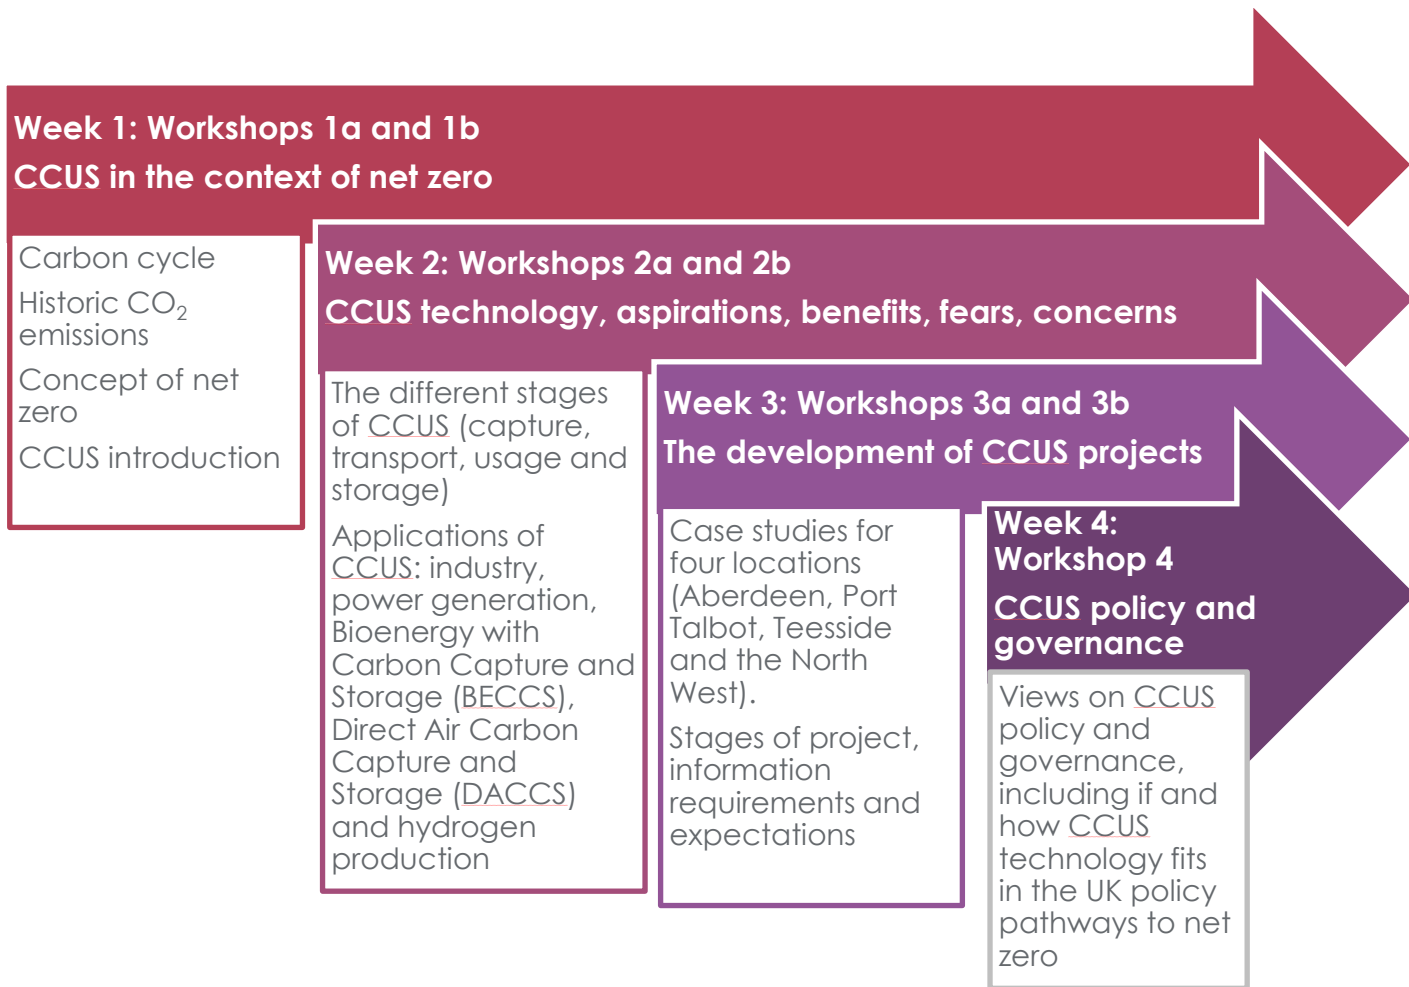 Week 1: Workshops 1a and 1b
CCUS in the context of net zero
Carbon cycle
Historic CO₂
emissions
Concept of net
zero
CCUS introduction
Week 2: Workshops 2a and 2b
CCUS technology, aspirations, benefits, fears, concerns
The different stages
of CCUS (capture,
transport, usage and
storage)
Applications of
CCUS: industry,
power generation,
Bioenergy with
Carbon Capture and
Storage (BECCS),
Direct Air Carbon
Capture and
Storage (DACCS)
and hydrogen
production
Week 3: Workshops 3a and 3b
The development of CCUS projects
Case studies for
four locations
(Aberdeen, Port
Talbot, Teesside
and the North
West).
Stages of project,
information
requirements and
expectations
Week 4:
Workshop 4
CCUS policy and
governance
Views on CCUS
policy and
governance,
including if and
how CCUS
technology fits
in the UK policy
pathways to net
zero